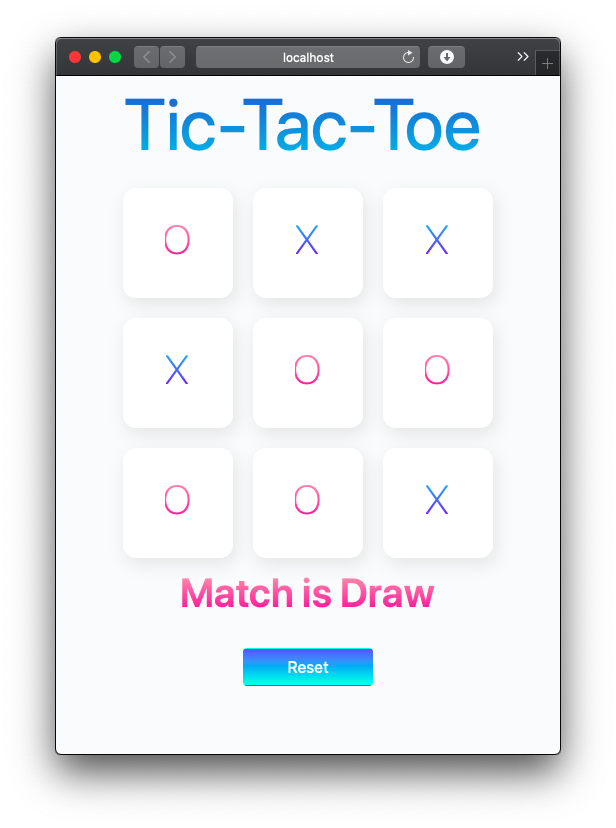 localhost
Tic-Tac-Toe
O X X
X O O
O O X
Match is Draw
Reset